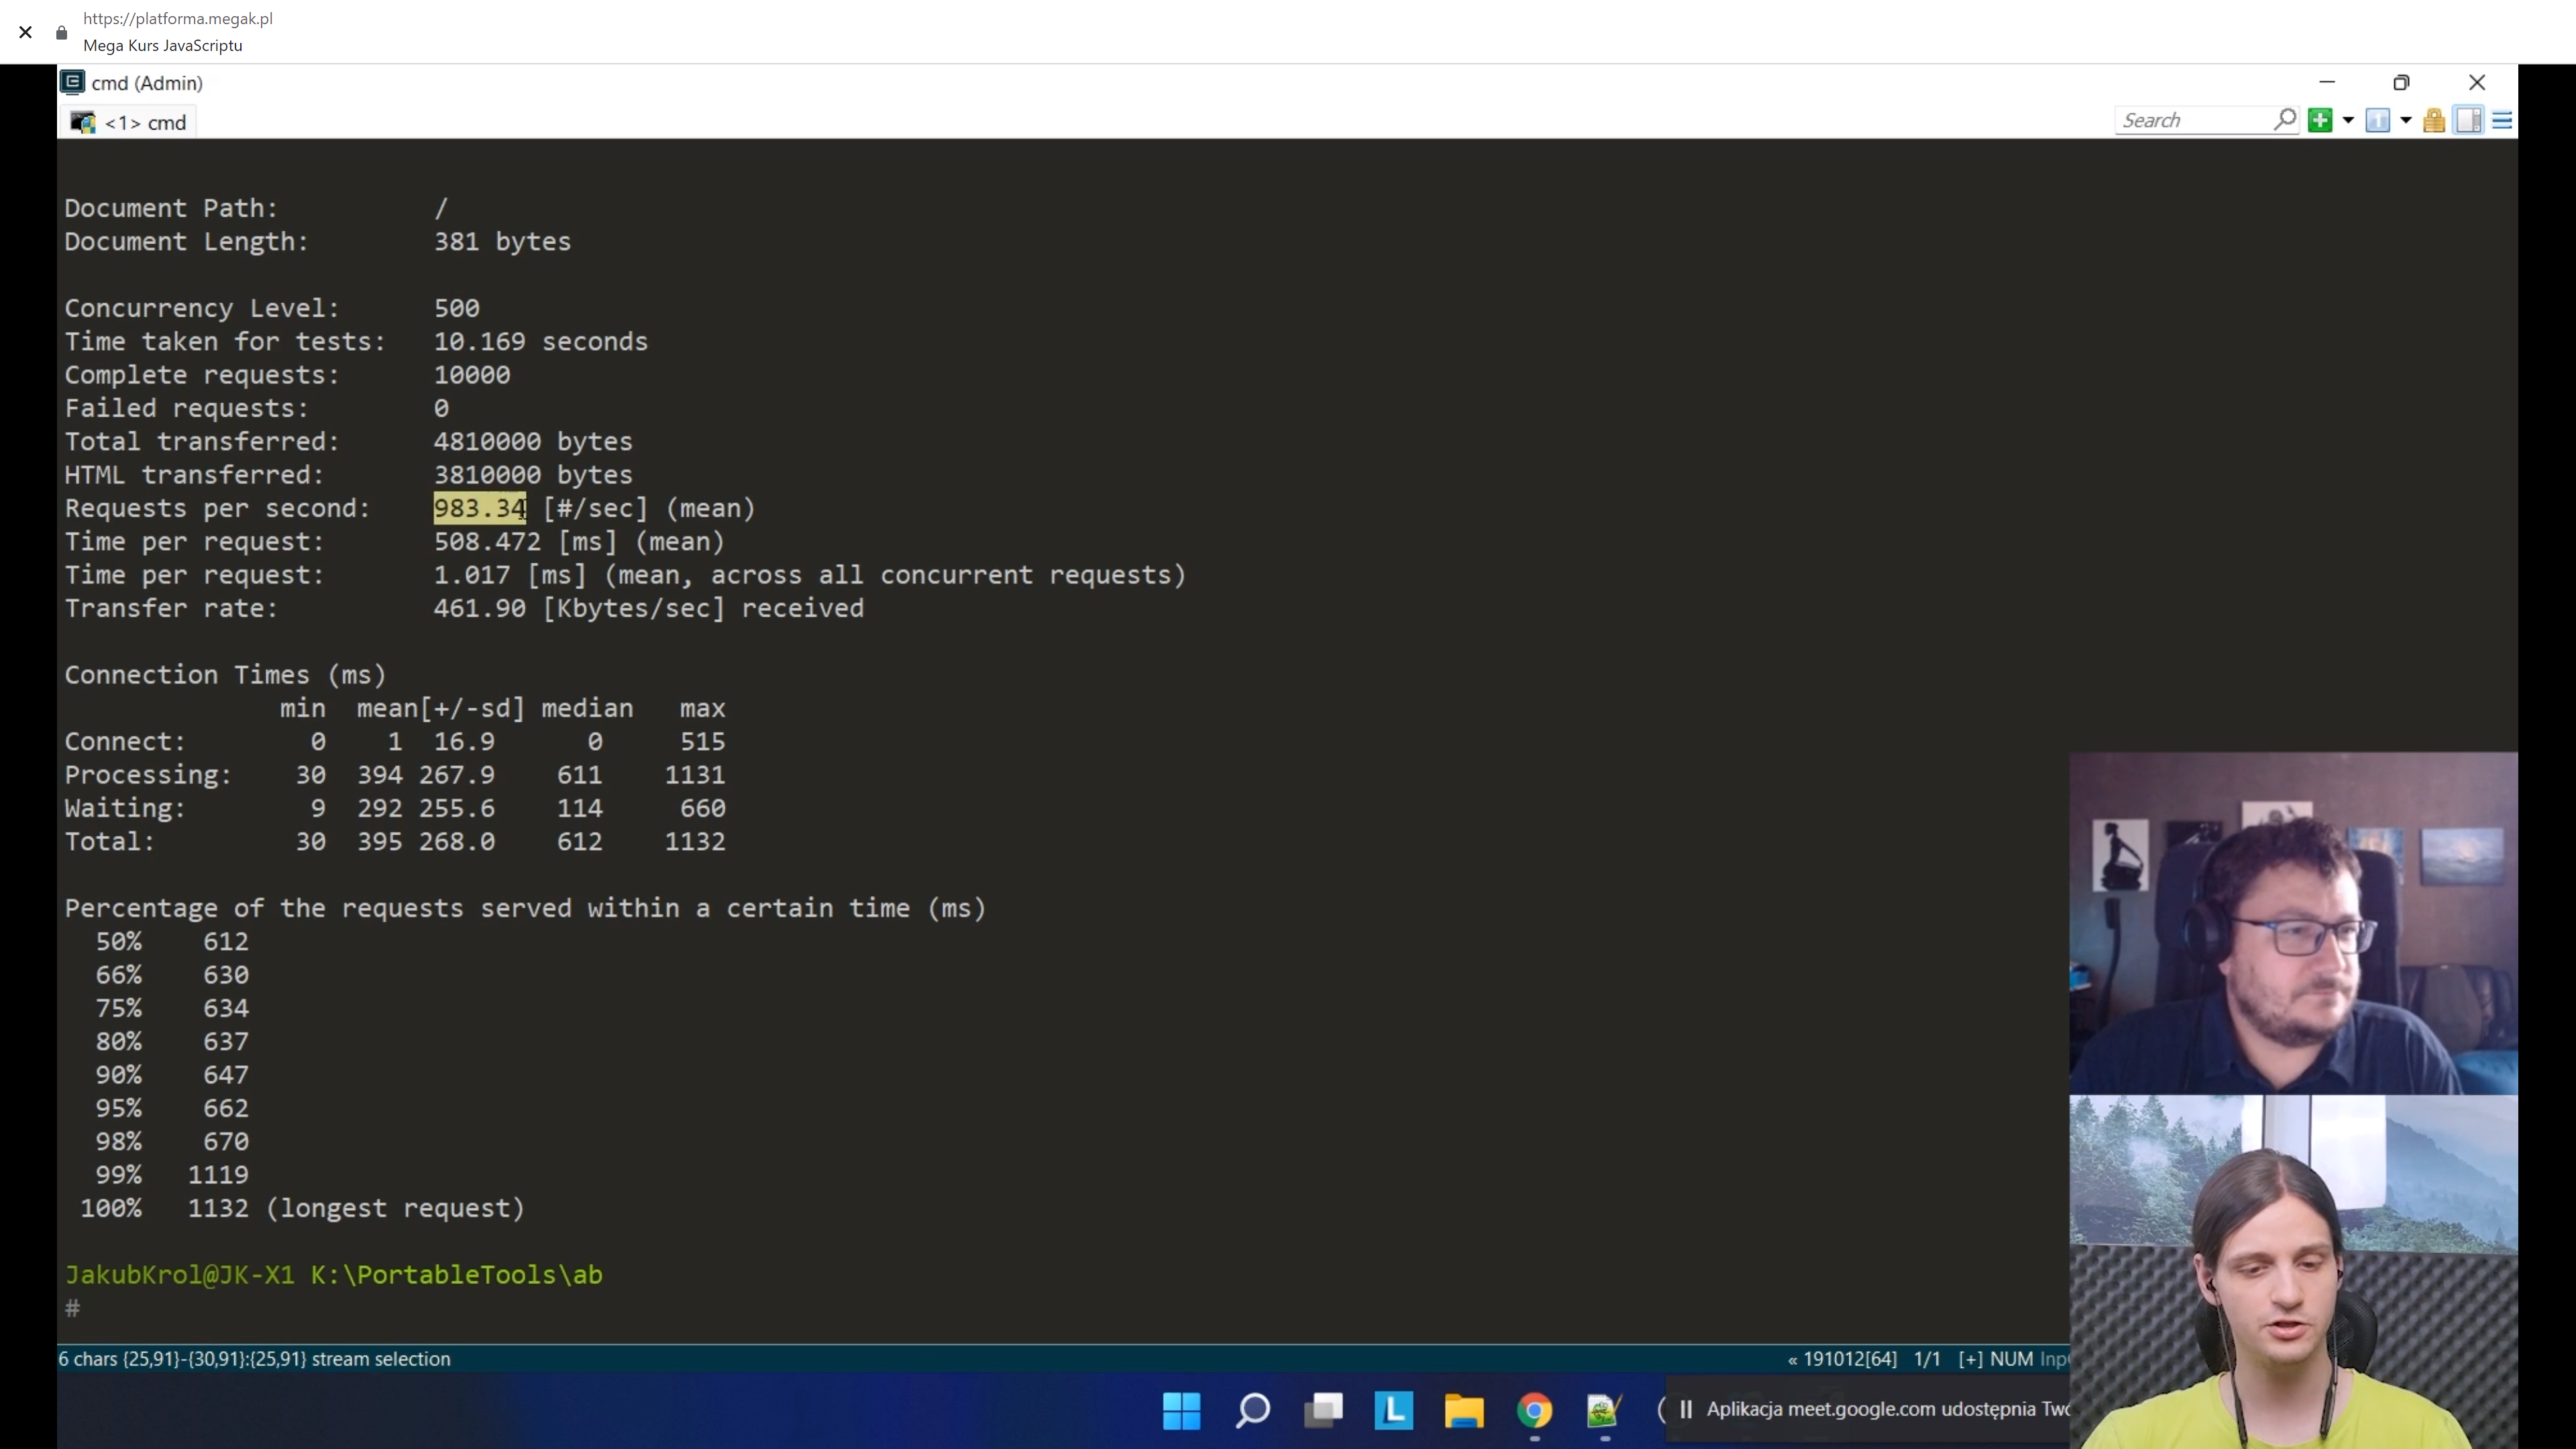 https://platforma.megak.pl
Mega Kurs JavaScriptu
cmd (Admin)
<1> cmd
Search
Document Path: /
Document Length: 381 bytes
Concurrency Level: 500
Time taken for tests: 10.169 seconds
Complete requests: 10000
Failed requests: 0
Total transferred: 4810000 bytes
HTML transferred: 3810000 bytes
Requests per second: 983.34 [#/sec] (mean)
Time per request: 508.472 [ms] (mean)
Time per request: 1.017 [ms] (mean, across all concurrent requests)
Transfer rate: 461.90 [Kbytes/sec] received
Connection Times (ms)
min mean[+/-sd] median max
Connect: 0 1 16.9 0 515
Processing: 30 394 267.9 611 1131
Waiting: 9 292 255.6 114 660
Total: 30 395 268.0 612 1132
Percentage of the requests served within a certain time (ms)
50% 612
66% 630
75% 634
80% 637
90% 647
95% 662
98% 670
99% 1119
100% 1132 (longest request)
JakubKrol@JK-X1 K:\PortableTools\ab
#
6 chars {25,91}-{30,91}:{25,91} stream selection
« 191012[64] 1/1 [+] NUM Inp
L
Aplikacja meet.google.com udostępnia Two